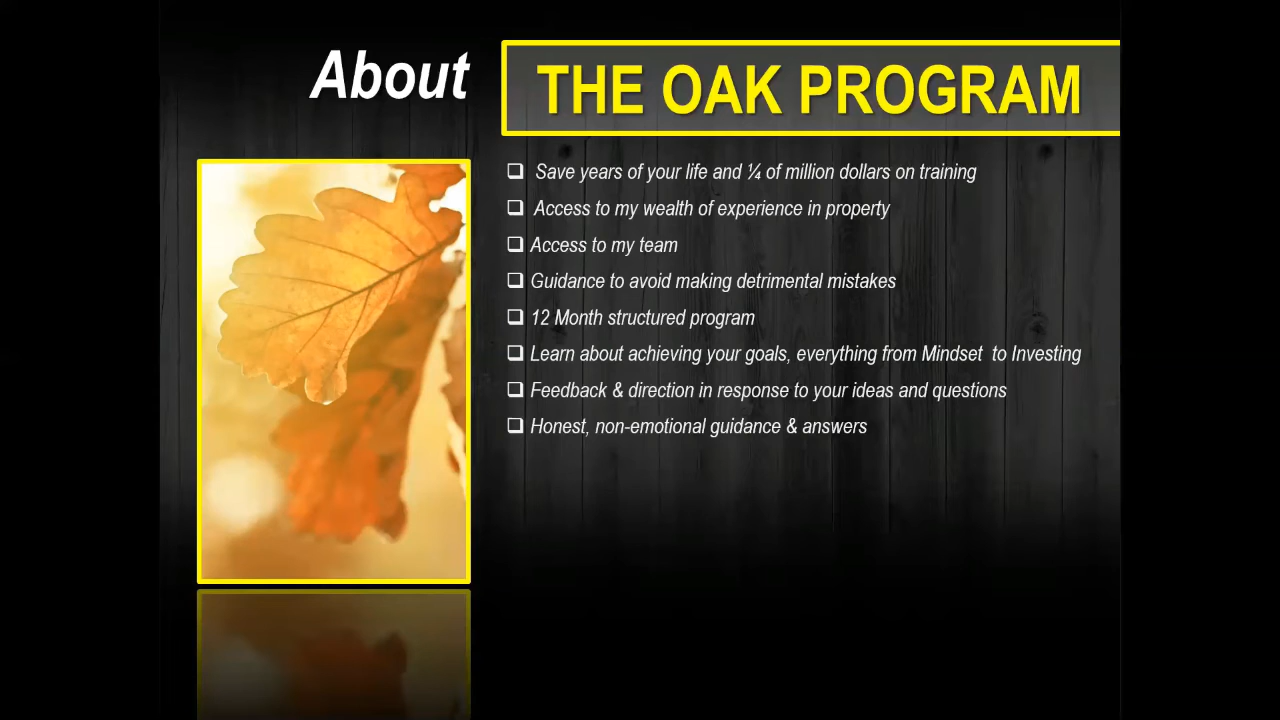 About
THE OAK PROGRAM
❑ Save years of your life and ¼ of million dollars on training
❑ Access to my wealth of experience in property
❑ Access to my team
❑ Guidance to avoid making detrimental mistakes
❑ 12 Month structured program
❑ Learn about achieving your goals, everything from Mindset  to Investing
❑ Feedback & direction in response to your ideas and questions
❑ Honest, non-emotional guidance & answers